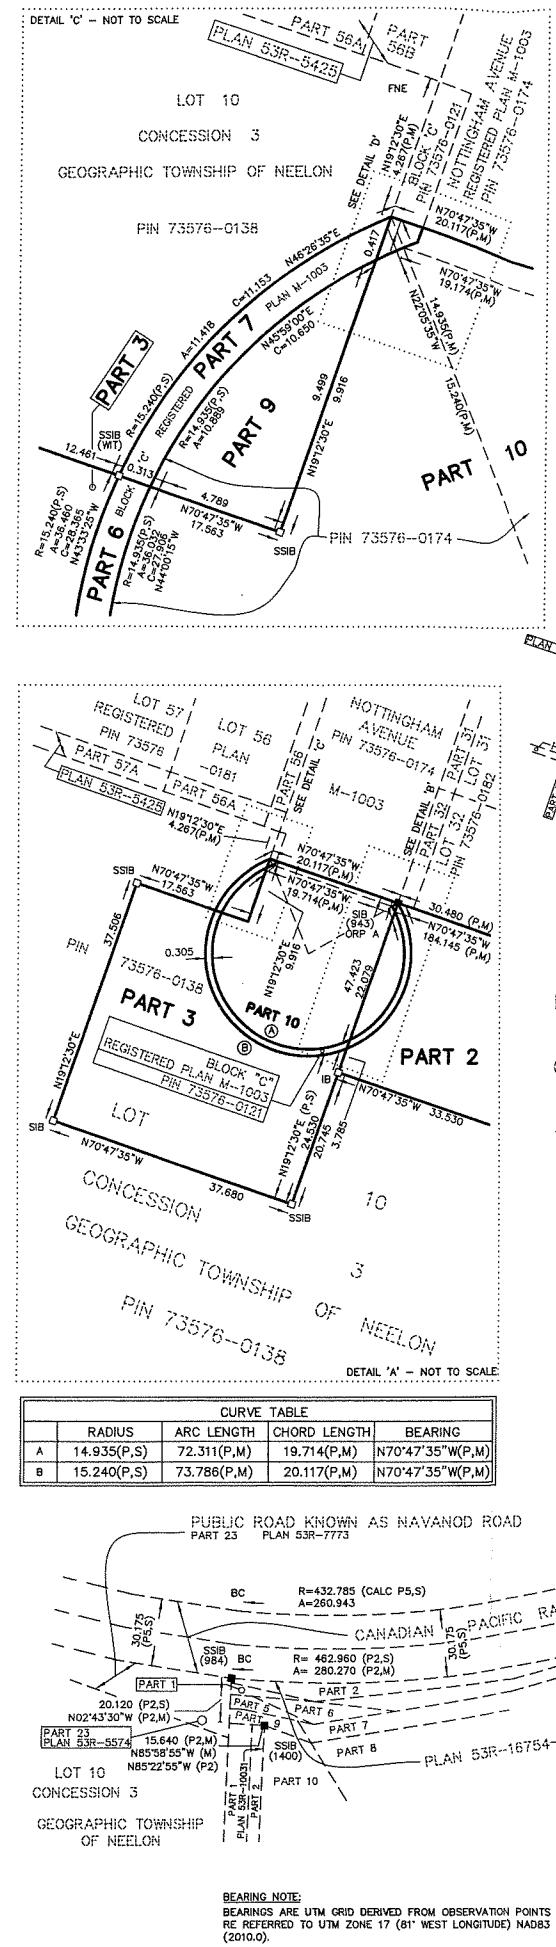 DETAIL 'C' - NOT TO SCALE
PLAN 53R-5425
PART 56A
PART
56B
FNE
NOTTINGHAM AVENUE
REGISTERED PLAN M-1003
PIN 73576-0174
BLOCK "C"
PIN 73576-0121
N19°12'30"E
4.267(P,M)
SEE DETAIL 'D'
LOT 10
CONCESSION 3
GEOGRAPHIC TOWNSHIP OF NEELON
PIN 73576-0138
N70°47'35"W
20.117(P,M)
N70°47'35"W
19.174(P,M)
N46°26'35"E
C=11.153
A=11.418
R=15.240(P,S)
0.417
PLAN M-1003
REGISTERED
PART 7
N45°59'00"E
C=10.650
R=14.935(P,S)
A=10.889
14.935(P,M)
N22°05'35"W
15.240(P,M)
PART 3
PART 9
9.499
9.916
N19°12'30"E
PART 10
SSIB
(WIT)
12.461
'C'
0.313
BLOCK
4.789
N70°47'35"W
17.563
SSIB
PIN 73576-0174
R=15.240(P,S)
A=36.460
C=28.365
N43°33'25"W
PART 6
R=14.935(P,S)
A=36.032
C=27.906
N44°00'15"W
PLAN
LOT 57
REGISTERED
PIN 73576
PART 57A
PLAN 53R-5425
LOT 56
PLAN
-0181
PART 56A
PART 56B
SEE DETAIL 'C'
NOTTINGHAM
AVENUE
PIN 73576-0174
M-1003
SEE DETAIL 'B'
PART 31
LOT 31
PART 32
LOT 32
PIN 73576-0182
PART
N19°12'30"E
4.267(P,M)
SSIB
N70°47'35"W
17.563
N70°47'35"W
20.117(P,M)
N70°47'35"W
19.714(P,M)
SIB
(943)
ORP A
30.480 (P,M)
N70°47'35"W
184.145 (P,M)
37.506
PIN
73576-0138
0.305
N19°12'30"E
9.916
47.423
22.079
PART 3
PART 10
A
B
PART 2
BLOCK "C"
REGISTERED PLAN M-1003
PIN 73576-0121
N19°12'30"E
IB
N70°47'35"W
33.530
LOT
N19°12'30"E (P,S)
24.530
20.745
3.785
SIB
N70°47'35"W
37.680
SSIB
10
CONCESSION
3
GEOGRAPHIC TOWNSHIP OF NEELON
PIN 73576-0138
DETAIL 'A' - NOT TO SCALE
CURVE TABLE
RADIUS ARC LENGTH CHORD LENGTH BEARING
A 14.935(P,S) 72.311(P,M) 19.714(P,M) N70°47'35"W(P,M)
B 15.240(P,S) 73.786(P,M) 20.117(P,M) N70°47'35"W(P,M)
PUBLIC ROAD KNOWN AS NAVANOD ROAD
PART 23 PLAN 53R-7773
BC
R=432.785 (CALC P5,S)
A=260.943
30.175
(P5,S)
CANADIAN PACIFIC RA
30.175
(P5,S)
SSIB
(984)
BC
R= 462.960 (P2,S)
A= 280.270 (P2,M)
PART 1
PART 2
PART 5
PART 6
20.120 (P2,S)
N02°43'30"W (P2,M)
PART 9
PART 7
PART 23
PLAN 53R-5574
15.640 (P2,M)
N85°58'55"W (M)
N85°22'55"W (P2)
SSIB
(1400)
PART 8
PLAN 53R-16754
PART 10
LOT 10
CONCESSION 3
PART 1
PLAN 53R-10031
PART 2
GEOGRAPHIC TOWNSHIP
OF NEELON
BEARING NOTE:
BEARINGS ARE UTM GRID DERIVED FROM OBSERVATION POINTS
RE REFERRED TO UTM ZONE 17 (81° WEST LONGITUDE) NAD83
(2010.0).